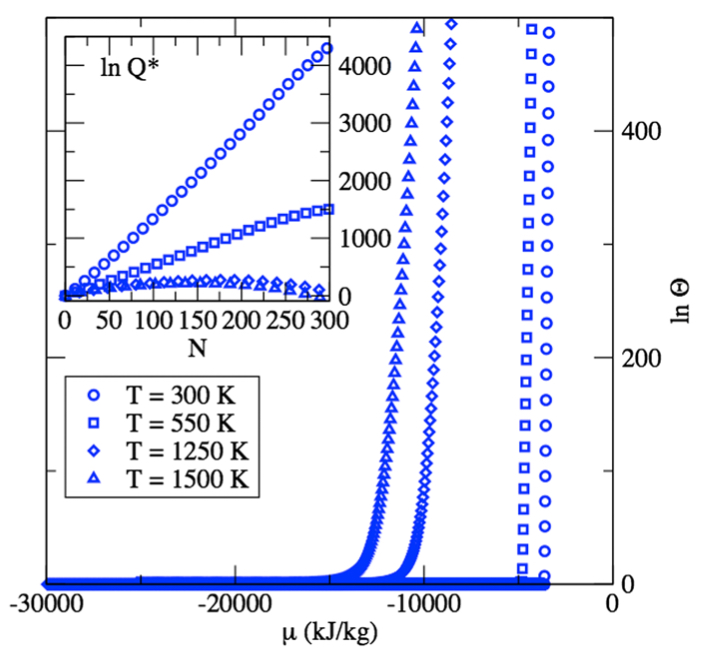 ln Q*
4000
3000
2000
1000
0
0 50 100 150 200 250 300
N
T = 300 K
T = 550 K
T = 1250 K
T = 1500 K
400
200
0
ln Θ
-30000 -20000 -10000 0
μ (kJ/kg)